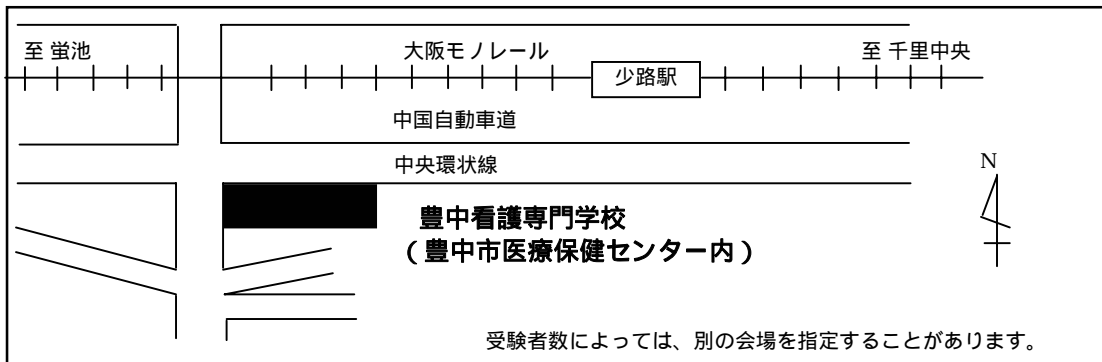 至 蛍池
大阪モノレール
至 千里中央
少路駅
中国自動車道
中央環状線
N
豊中看護専門学校
（豊中市医療保健センター内）
受験者数によっては、別の会場を指定することがあります。